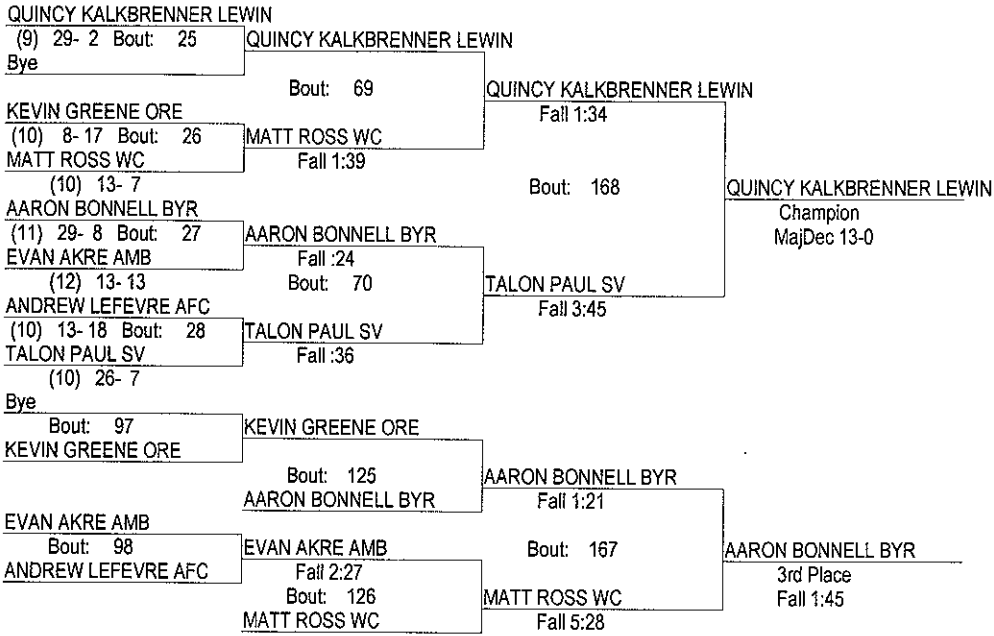 QUINCY KALKBRENNER LEWIN
(9) 29- 2 Bout: 25
Bye
QUINCY KALKBRENNER LEWIN
Bout: 69
KEVIN GREENE ORE
(10) 8- 17 Bout: 26
MATT ROSS WC
(10) 13- 7
MATT ROSS WC
Fall 1:39
QUINCY KALKBRENNER LEWIN
Fall 1:34
Bout: 168
AARON BONNELL BYR
(11) 29- 8 Bout: 27
EVAN AKRE AMB
(12) 13- 13
AARON BONNELL BYR
Fall :24
Bout: 70
ANDREW LEFEVRE AFC
(10) 13- 18 Bout: 28
TALON PAUL SV
(10) 26- 7
TALON PAUL SV
Fall :36
TALON PAUL SV
Fall 3:45
QUINCY KALKBRENNER LEWIN
Champion
MajDec 13-0
Bye
Bout: 97
KEVIN GREENE ORE
KEVIN GREENE ORE
Bout: 125
AARON BONNELL BYR
AARON BONNELL BYR
Fall 1:21
Bout: 167
EVAN AKRE AMB
Bout: 98
ANDREW LEFEVRE AFC
EVAN AKRE AMB
Fall 2:27
Bout: 126
MATT ROSS WC
MATT ROSS WC
Fall 5:28
AARON BONNELL BYR
3rd Place
Fall 1:45